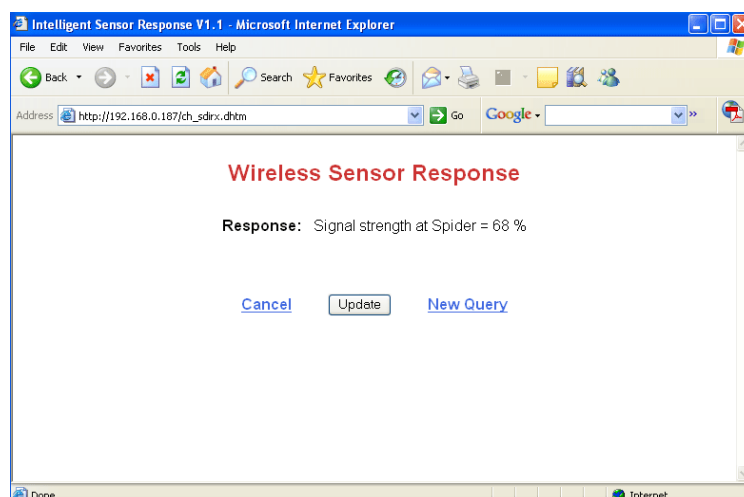 Intelligent Sensor Response V1.1 - Microsoft Internet Explorer
File Edit View Favorites Tools Help
Back Search Favorites
Address http://192.168.0.187/ch_sdirx.dhtm Go Google »
Wireless Sensor Response
Response: Signal strength at Spider = 68 %
Cancel Update New Query
Done Internet